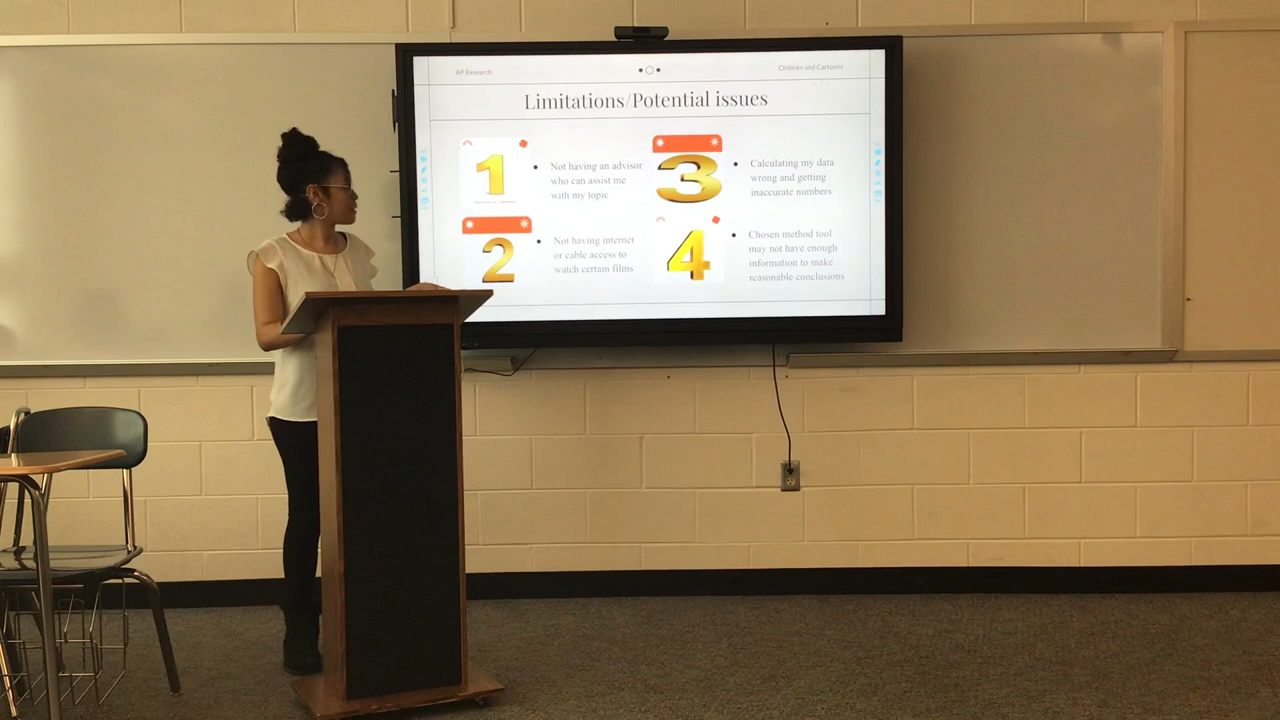 AP Research
Children and Cartoons
Limitations/Potential issues
1
Not having an advisor
who can assist me
with my topic
2
Not having internet
or cable access to
watch certain films
3
Calculating my data
wrong and getting
inaccurate numbers
4
Chosen method tool
may not have enough
information to make
reasonable conclusions